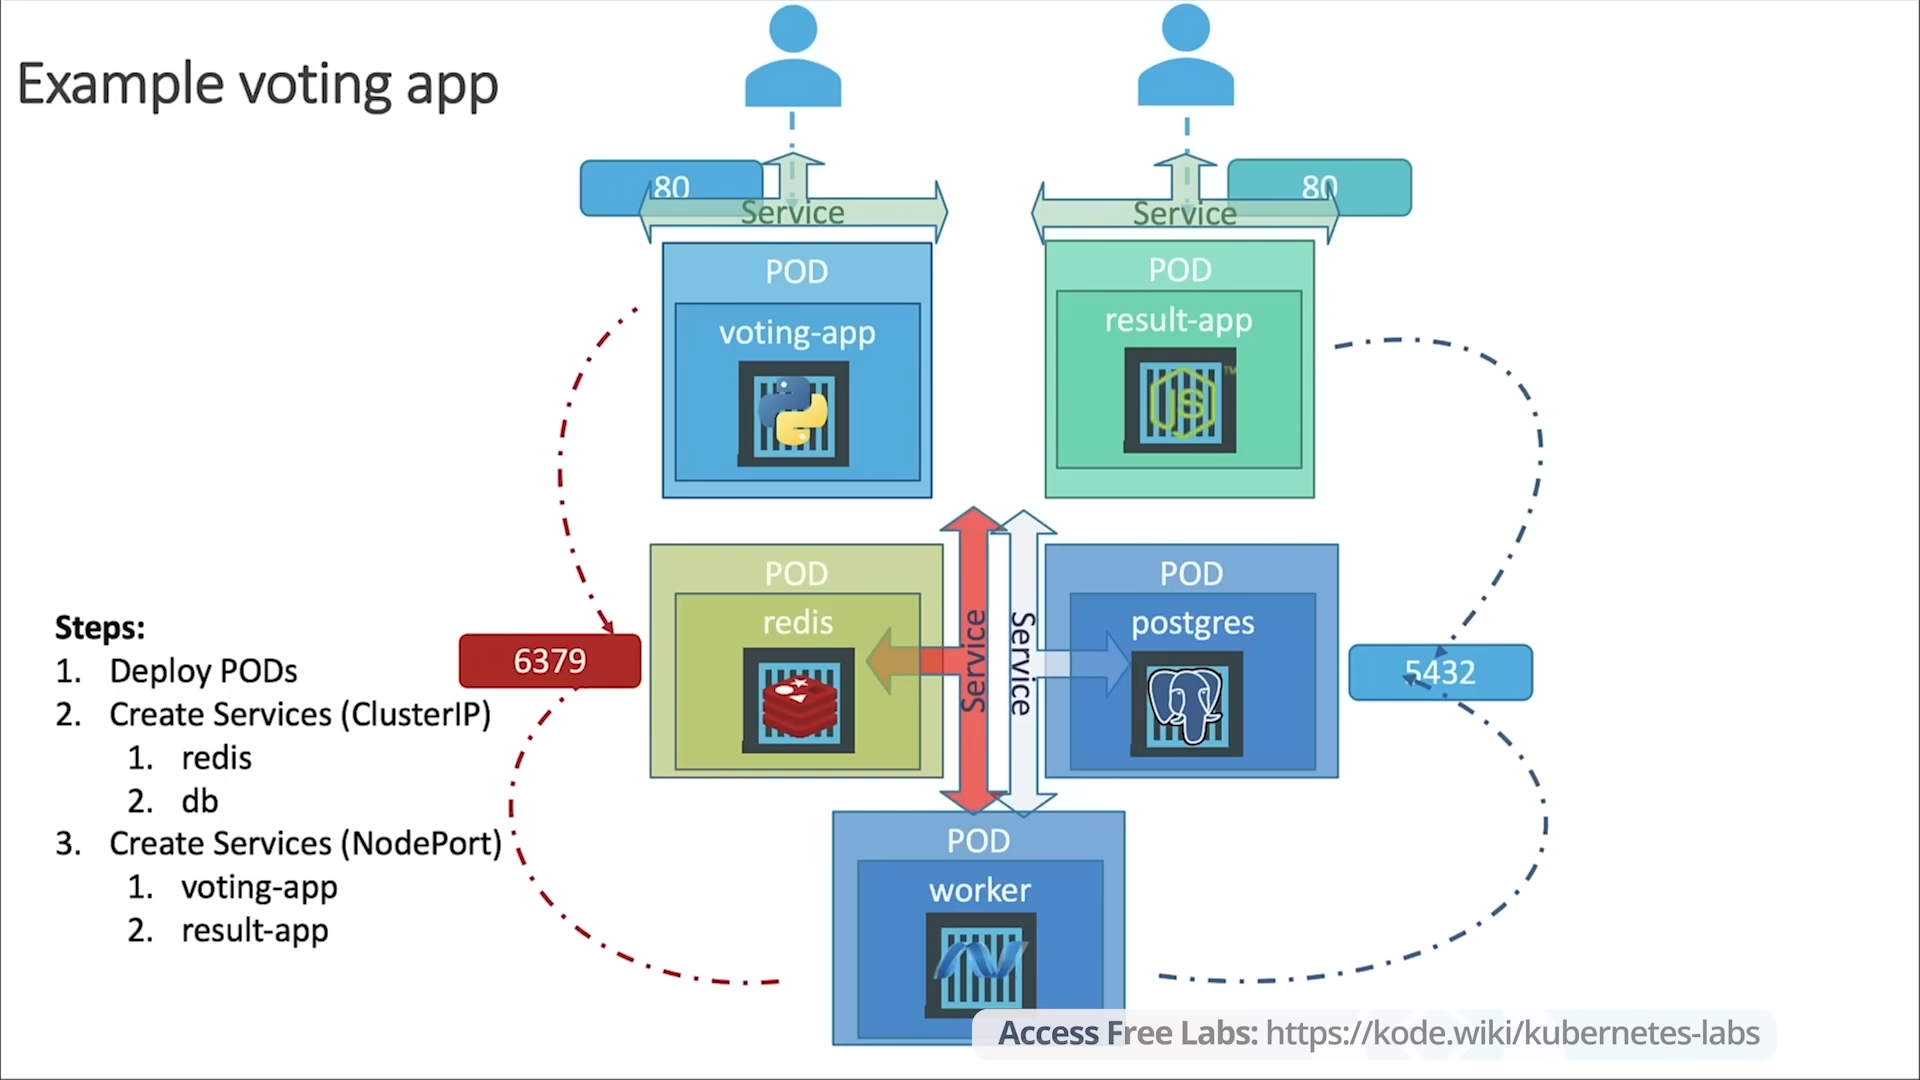 Example voting app
80
Service
80
Service
POD
voting-app
POD
result-app
JS
TM
Steps:
1. Deploy PODs
2. Create Services (ClusterIP)
1. redis
2. db
3. Create Services (NodePort)
1. voting-app
2. result-app
6379
POD
redis
Service
Service
POD
postgres
5432
POD
worker
Access Free Labs: https://kode.wiki/kubernetes-labs